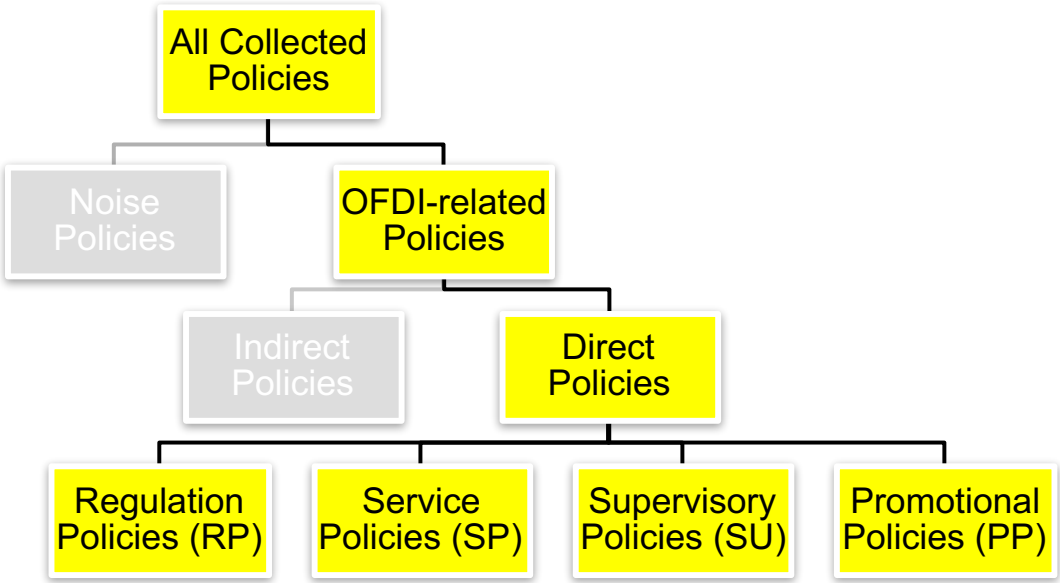 All Collected
Policies
Noise
Policies
OFDI-related
Policies
Indirect
Policies
Direct
Policies
Regulation
Policies (RP)
Service
Policies (SP)
Supervisory
Policies (SU)
Promotional
Policies (PP)